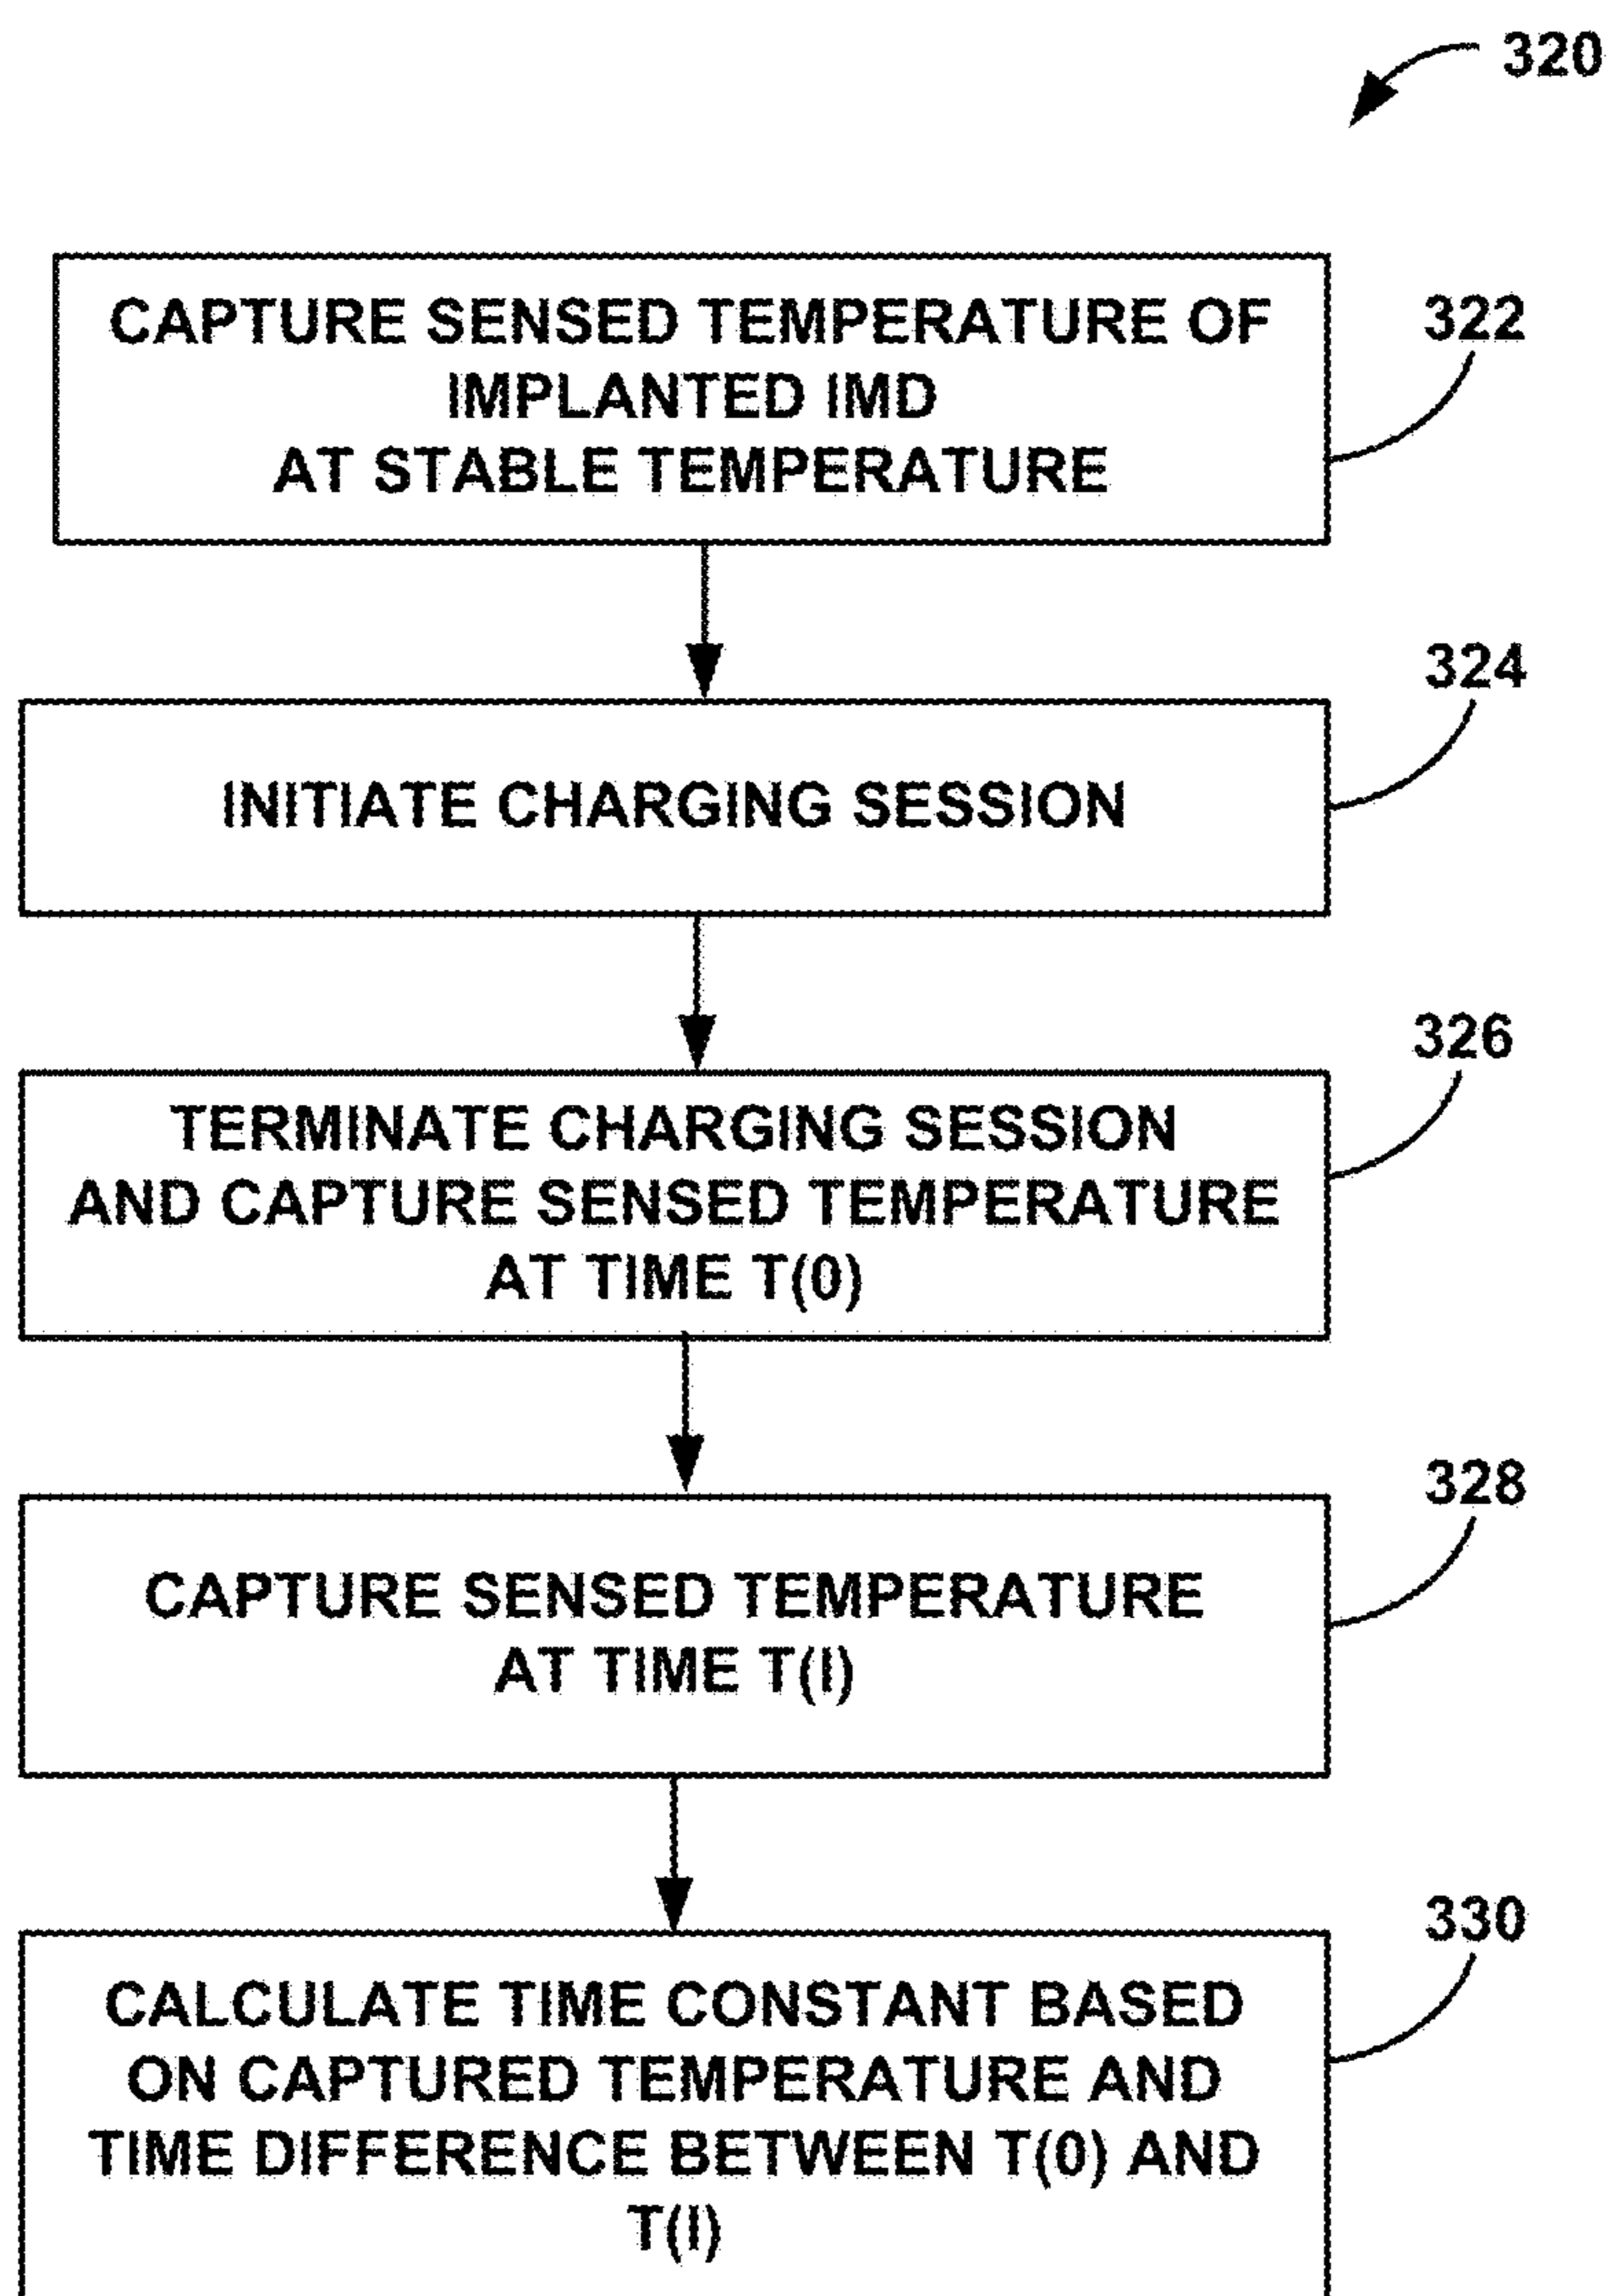 320
CAPTURE SENSED TEMPERATURE OF
IMPLANTED IMD
AT STABLE TEMPERATURE
322
INITIATE CHARGING SESSION
324
TERMINATE CHARGING SESSION
AND CAPTURE SENSED TEMPERATURE
AT TIME T(0)
326
CAPTURE SENSED TEMPERATURE
AT TIME T(I)
328
CALCULATE TIME CONSTANT BASED
ON CAPTURED TEMPERATURE AND
TIME DIFFERENCE BETWEEN T(0) AND
T(I)
330